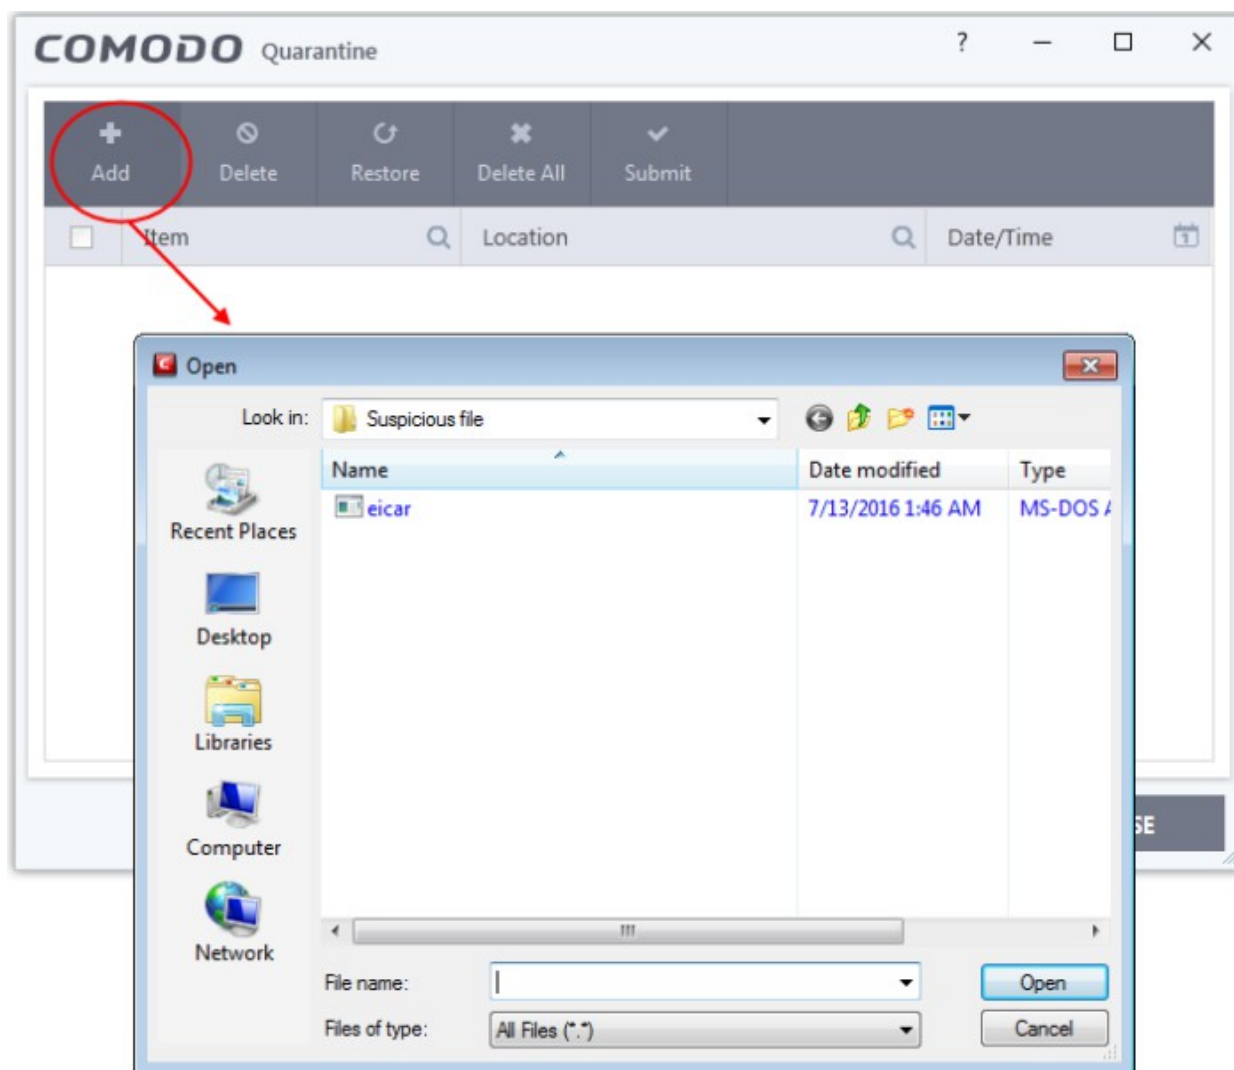 COMODO Quarantine
Add Delete Restore Delete All Submit
Item Location Date/Time
Open
Look in: Suspicious file
Name Date modified Type
eicar 7/13/2016 1:46 AM MS-DOS A
Recent Places
Desktop
Libraries
Computer
SE
Network
File name: Open
Files of type: All Files (*.*) Cancel